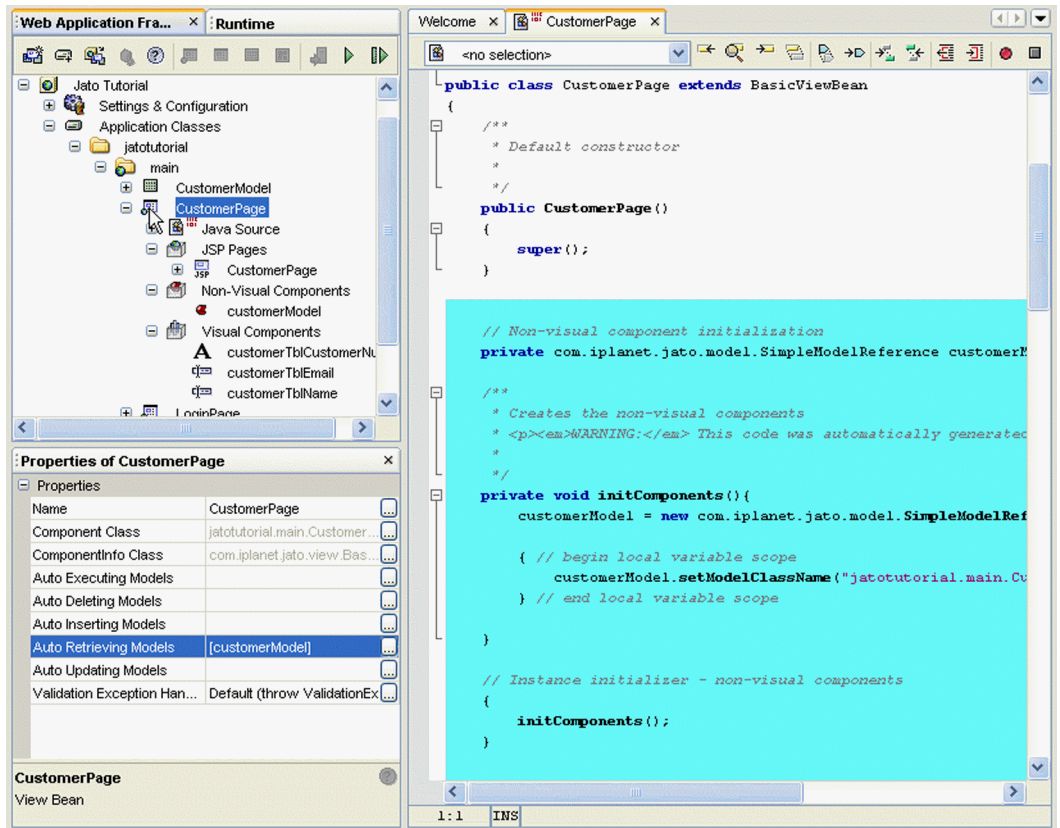 Web Application Fra... × Runtime
Jato Tutorial
Settings & Configuration
Application Classes
jatotutorial
main
CustomerModel
CustomerPage
Java Source
JSP Pages
JSP CustomerPage
Non-Visual Components
customerModel
Visual Components
A customerTblCustomerNu
customerTblEmail
customerTblName
LoginPage
Properties of CustomerPage ×
Properties
Name CustomerPage ...
Component Class jatotutorial.main.Customer... ...
ComponentInfo Class com.iplanet.jato.view.Bas... ...
Auto Executing Models ...
Auto Deleting Models ...
Auto Inserting Models ...
Auto Retrieving Models [customerModel] ...
Auto Updating Models ...
Validation Exception Han... Default (throw ValidationEx ...
CustomerPage
View Bean
Welcome × CustomerPage ×
<no selection>
public class CustomerPage extends BasicViewBean
{
/**
* Default constructor
*
*/
public CustomerPage()
{
super();
}
// Non-visual component initialization
private com.iplanet.jato.model.SimpleModelReference customerM
/**
* Creates the non-visual components
* <p><em>WARNING:</em> This code was automatically generated
*
*/
private void initComponents(){
customerModel = new com.iplanet.jato.model.SimpleModelRef
{ // begin local variable scope
customerModel.setModelClassName("jatotutorial.main.Cu
} // end local variable scope
}
// Instance initializer - non-visual components
{
initComponents();
}
1:1 INS